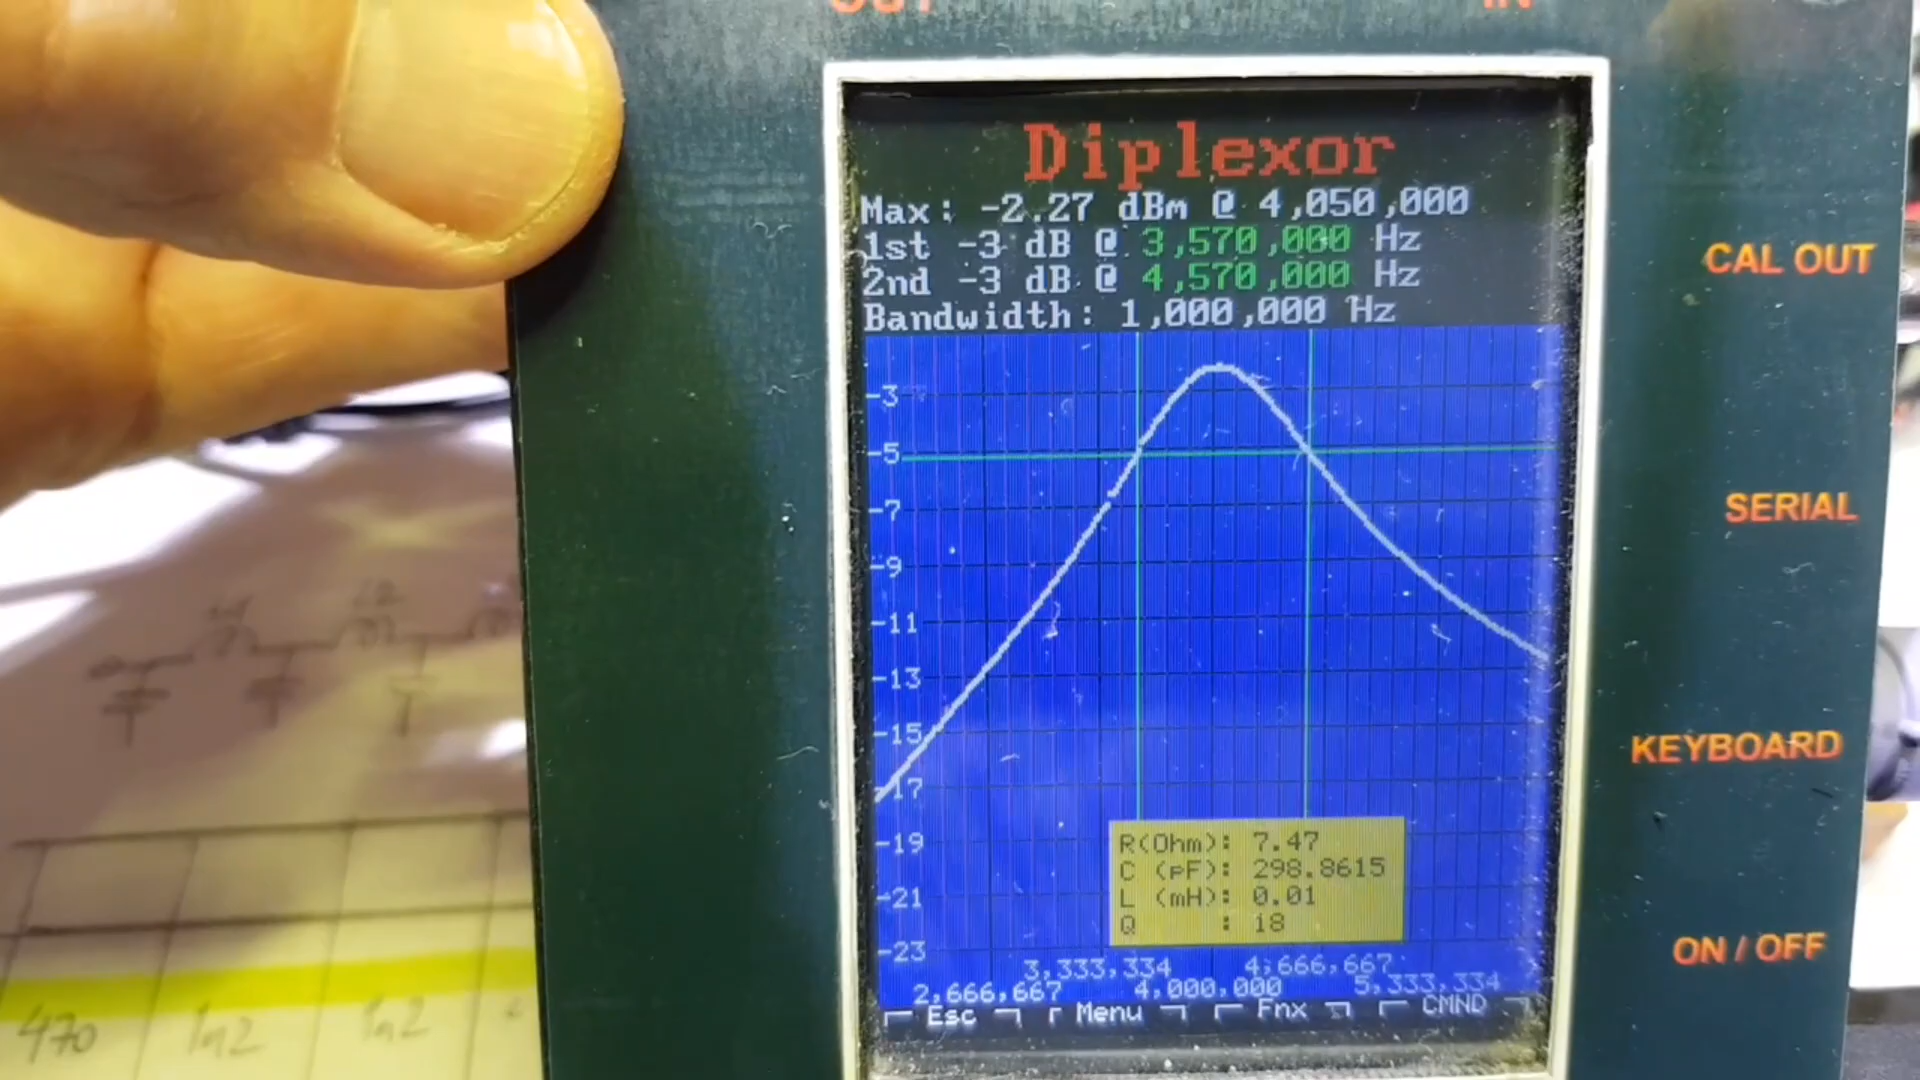 OUT IN
Diplexor
Max: -2.27 dBm @ 4,050,000
1st -3 dB @ 3,570,000 Hz
2nd -3 dB @ 4,570,000 Hz
Bandwidth: 1,000,000 Hz
-3
-5
-7
-9
-11
-13
-15
-17
-19
-21
-23
R(Ohm): 7.47
C (pF): 298.8615
L (mH): 0.01
Q : 18
3,333,334 4,666,667
2,666,667 4,000,000 5,333,334
Esc Menu Fnx CMND
CAL OUT
SERIAL
KEYBOARD
ON / OFF
470 1n2 1n2